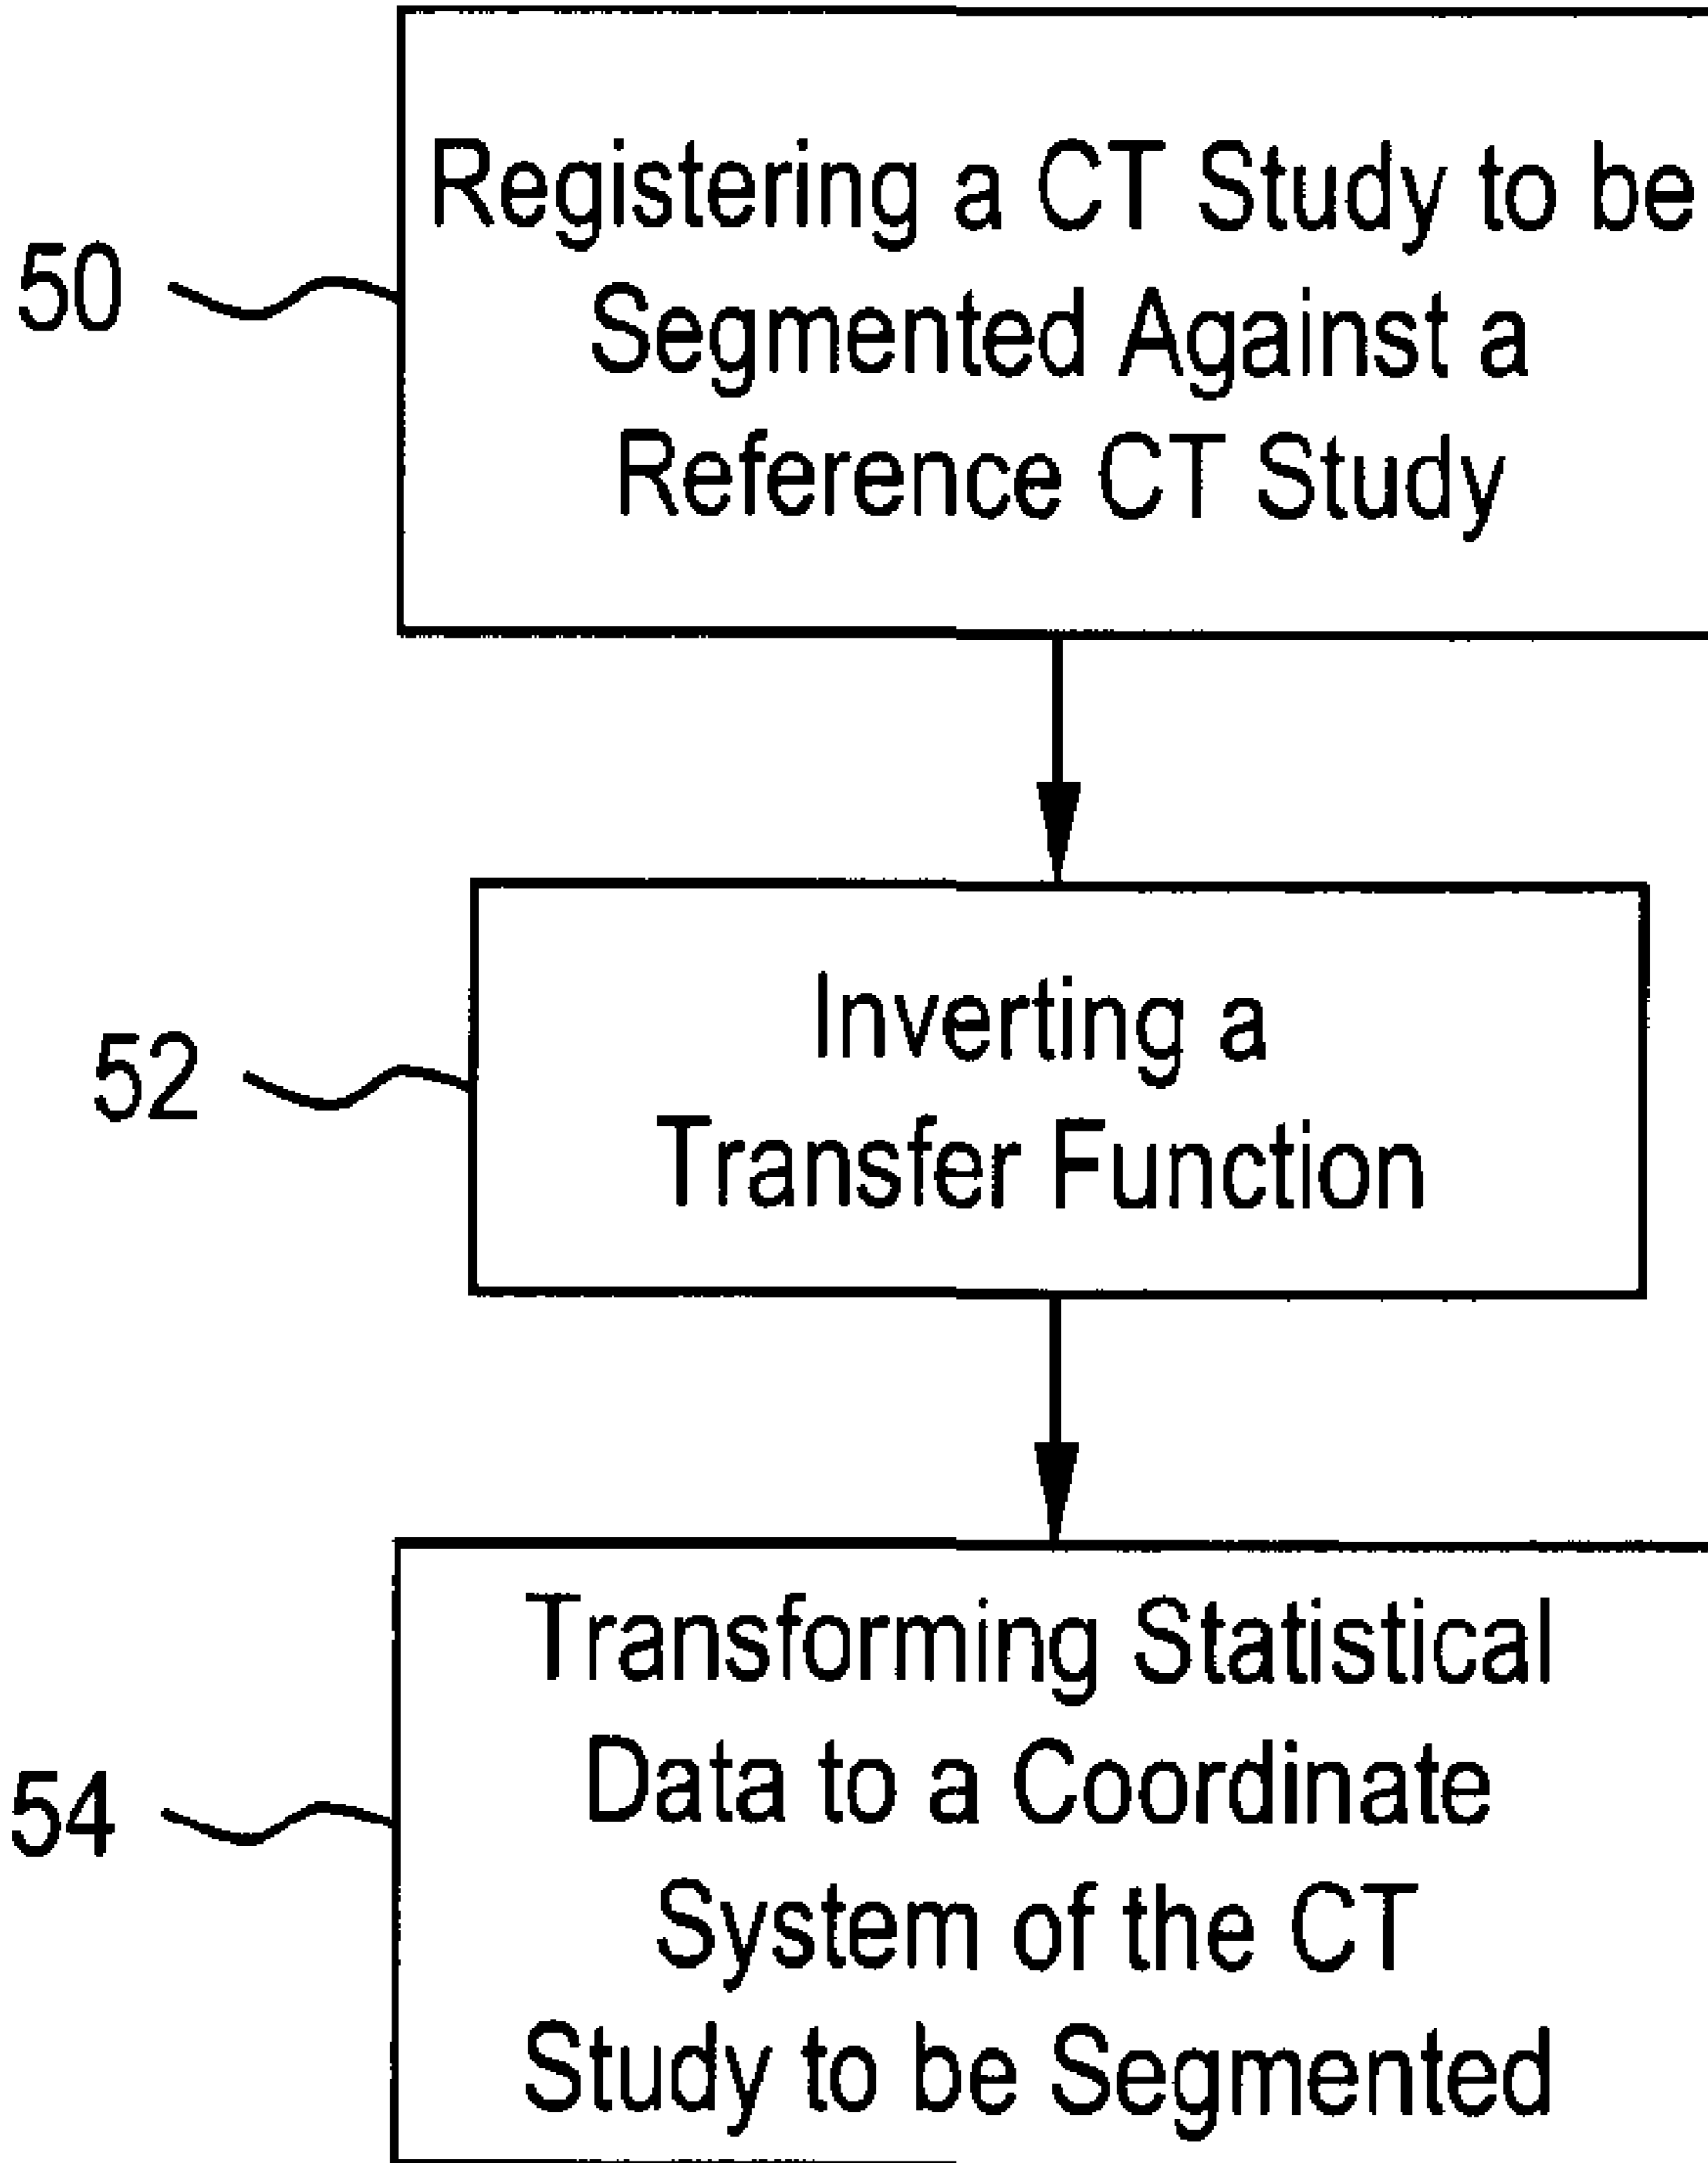 50
Registering a CT Study to be
Segmented Against a
Reference CT Study
52
Inverting a
Transfer Function
54
Transforming Statistical
Data to a Coordinate
System of the CT
Study to be Segmented